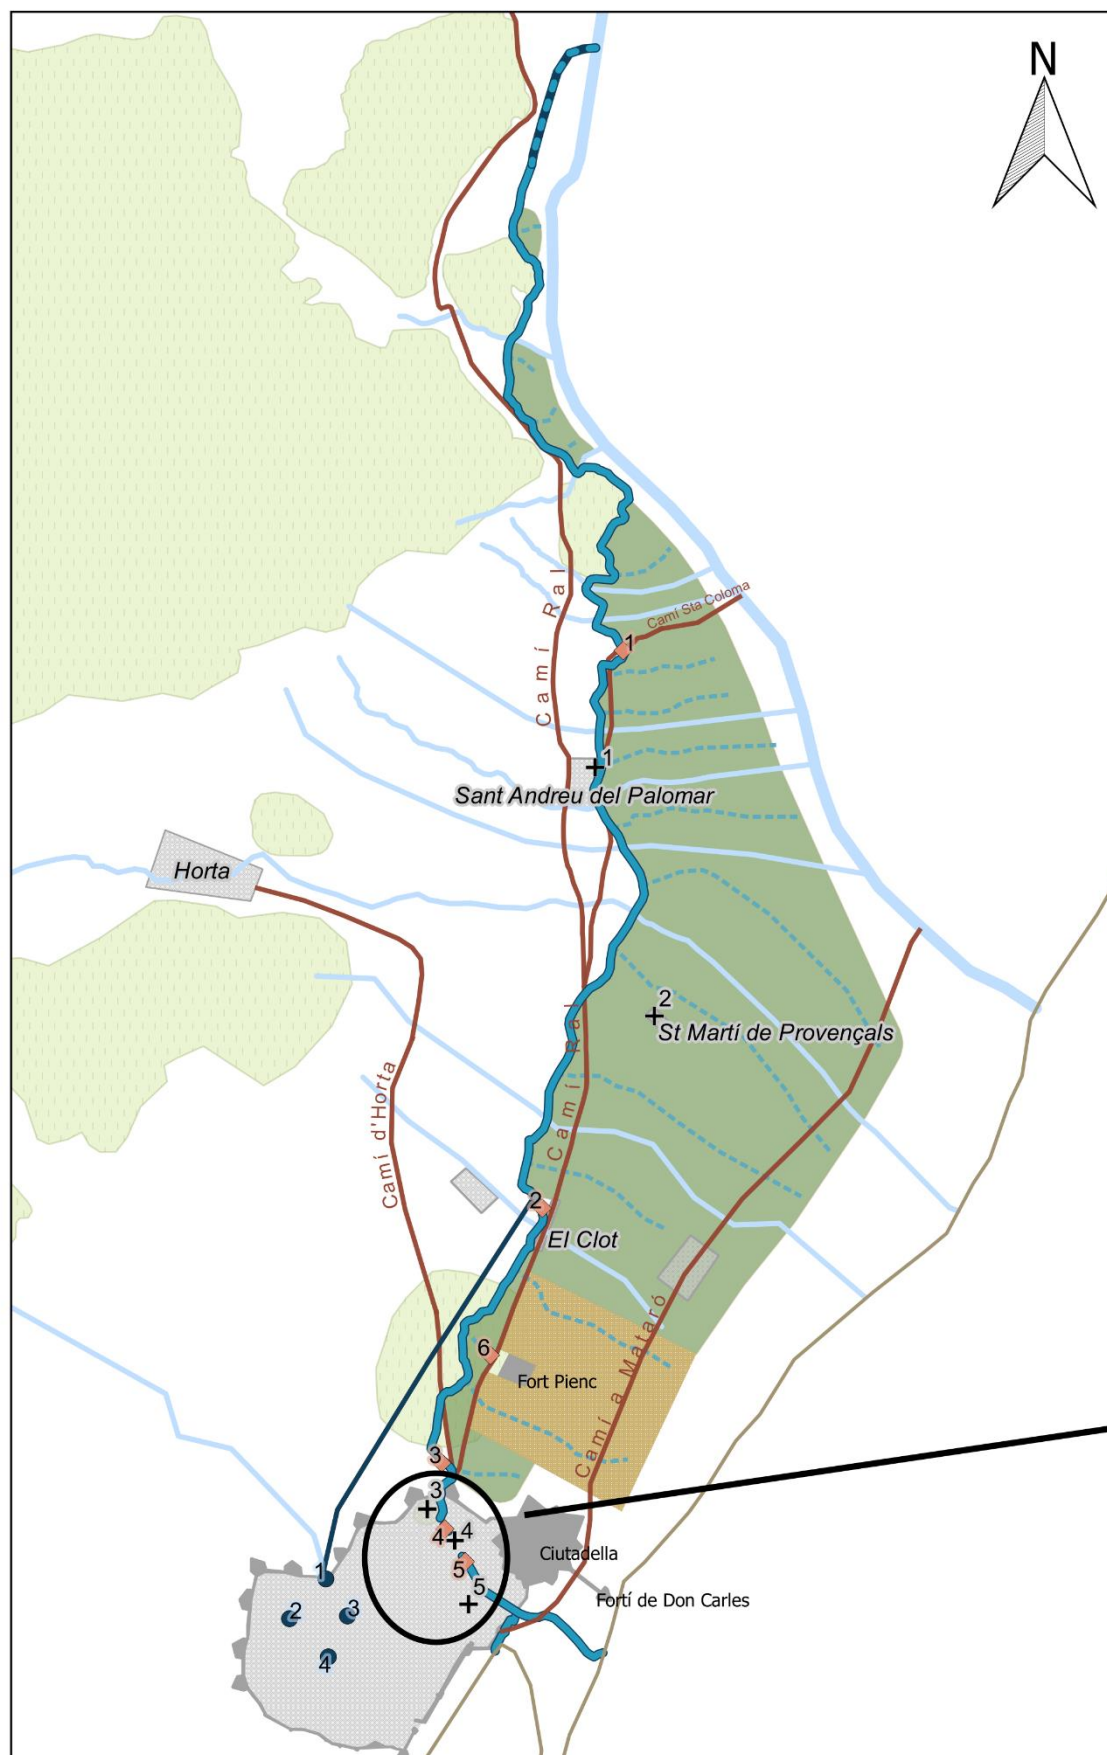 N
Camí Ral
Camí Sta Coloma
1
1
Sant Andreu del Palomar
Horta
2
St Martí de Provençals
Camí Ral
Camí d'Horta
2
El Clot
6
Fort Pienc
Camí a Mataró
3
3
4
4
Ciutadella
5
1
5
Fortí de Don Carles
2
3
4